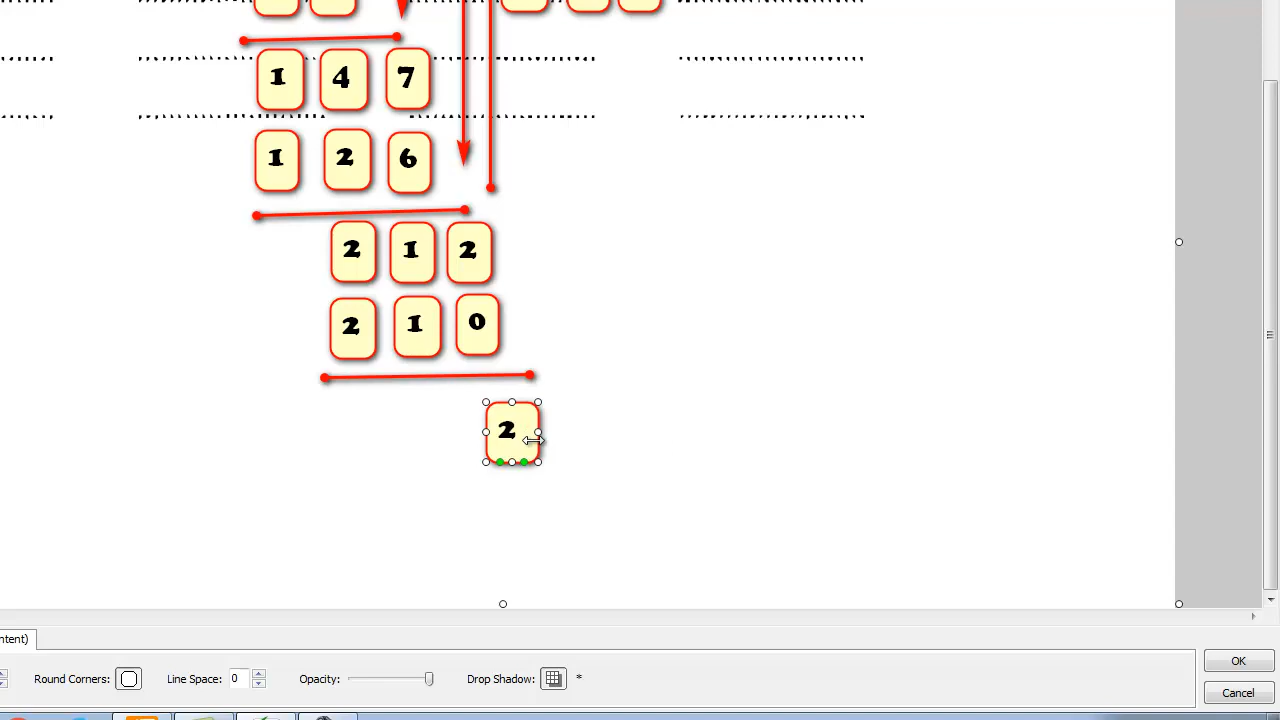 1 4 7
1 2 6
2 1 2
2 1 0
2
ntent)
Round Corners: Line Space: 0 Opacity: Drop Shadow: *
OK
Cancel